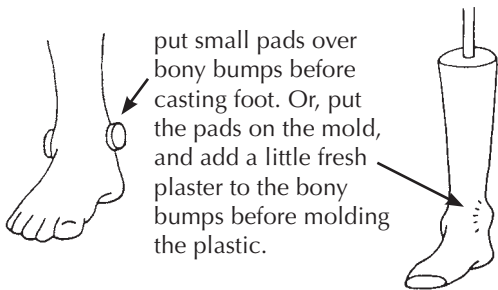 put small pads over
bony bumps before
casting foot. Or, put
the pads on the mold,
and add a little fresh
plaster to the bony
bumps before molding
the plastic.